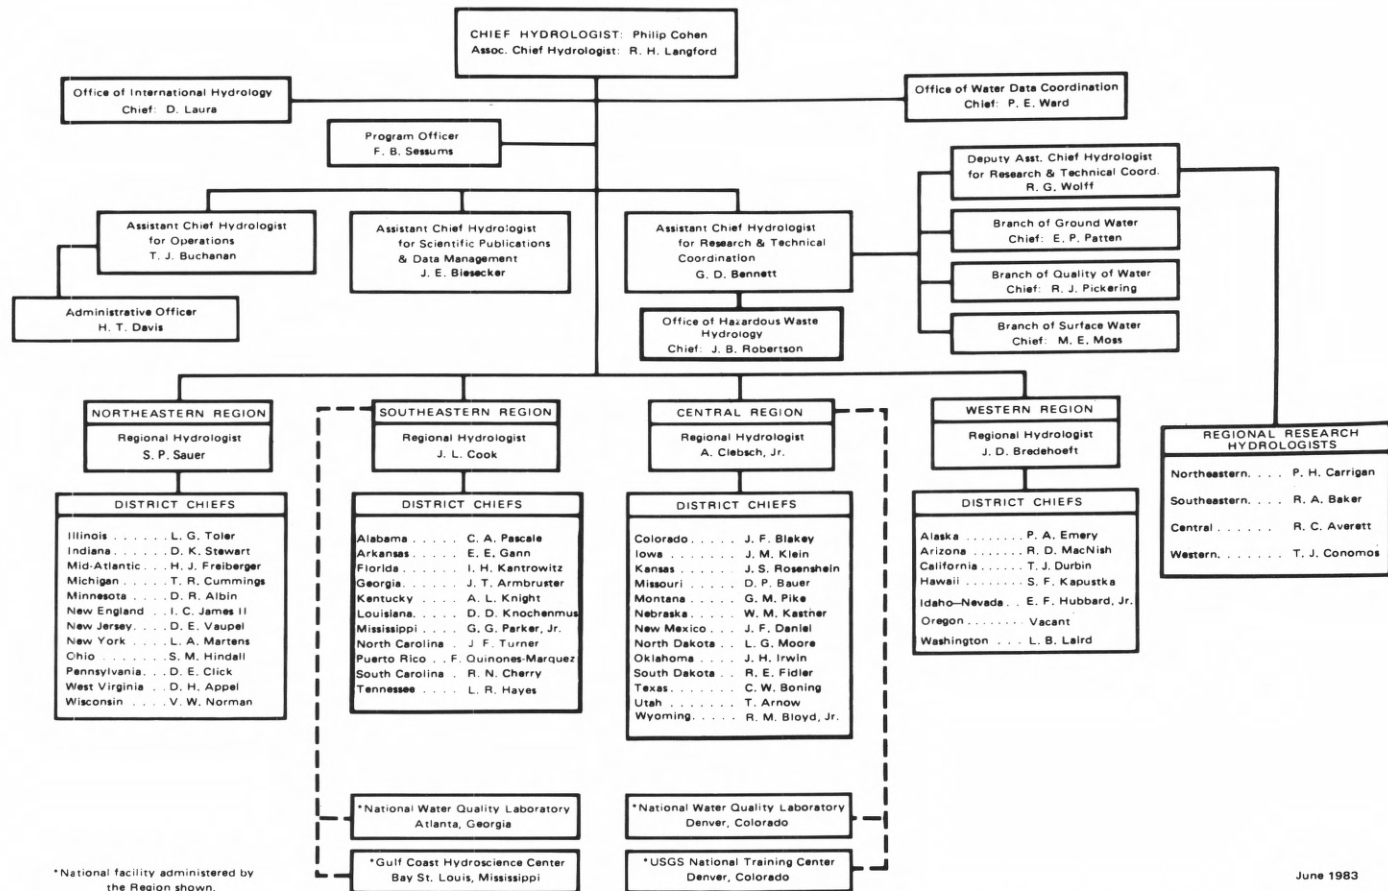 CHIEF HYDROLOGIST: Philip Cohen
Assoc. Chief Hydrologist: R. H. Langford
Office of International Hydrology
Chief: D. Laura
Office of Water Data Coordination
Chief: P. E. Ward
Program Officer
F. B. Sessums
Deputy Asst. Chief Hydrologist
for Research & Technical Coord.
R. G. Wolff
Assistant Chief Hydrologist
for Operations
T. J. Buchanan
Assistant Chief Hydrologist
for Scientific Publications
& Data Management
J. E. Biesecker
Assistant Chief Hydrologist
for Research & Technical
Coordination
G. D. Bennett
Branch of Ground Water
Chief: E. P. Patten
Branch of Quality of Water
Chief: R. J. Pickering
Branch of Surface Water
Chief: M. E. Moss
Administrative Officer
H. T. Davis
Office of Hazardous Waste
Hydrology
Chief: J. B. Robertson
NORTHEASTERN REGION
Regional Hydrologist
S. P. Sauer
DISTRICT CHIEFS
Illinois . . . . . . L. G. Toler
Indiana . . . . . . D. K. Stewart
Mid-Atlantic . . H. J. Freiberger
Michigan . . . . T. R. Cummings
Minnesota . . . . D. R. Albin
New England . . I. C. James II
New Jersey. . . . D. E. Vaupel
New York . . . . L. A. Martens
Ohio . . . . . . . S. M. Hindall
Pennsylvania. . . D. E. Click
West Virginia . . D. H. Appel
Wisconsin . . . . V. W. Norman
SOUTHEASTERN REGION
Regional Hydrologist
J. L. Cook
DISTRICT CHIEFS
Alabama . . . . . C. A. Pascale
Arkansas . . . . . E. E. Gann
Florida . . . . . I. H. Kantrowitz
Georgia. . . . . . J. T. Armbruster
Kentucky . . . . A. L. Knight
Louisiana. . . . . D. D. Knochenmus
Mississippi . . . . G. G. Parker, Jr.
North Carolina . J F. Turner
Puerto Rico . . F. Quinones-Marquez
South Carolina . R. N. Cherry
Tennessee . . . . L. R. Hayes
CENTRAL REGION
Regional Hydrologist
A. Clebsch, Jr.
DISTRICT CHIEFS
Colorado. . . . . J. F. Blakey
Iowa . . . . . . . J. M. Klein
Kansas . . . . . . J. S. Rosenshein
Missouri . . . . . D. P. Bauer
Montana . . . . . G. M. Pike
Nebraska. . . . . W. M. Kastner
New Mexico . . . J. F. Daniel
North Dakota . . L. G. Moore
Oklahoma . . . . J. H. Irwin
South Dakota . . R. E. Fidler
Texas. . . . . . . C. W. Boning
Utah . . . . . . . T. Arnow
Wyoming. . . . . R. M. Bloyd, Jr.
WESTERN REGION
Regional Hydrologist
J. D. Bredehoeft
DISTRICT CHIEFS
Alaska . . . . . . P. A. Emery
Arizona . . . . . . R. D. MacNish
California . . . . . T. J. Durbin
Hawaii . . . . . . S. F. Kapustka
Idaho—Nevada . . E. F. Hubbard, Jr.
Oregon . . . . . . . Vacant
Washington . . . L. B. Laird
REGIONAL RESEARCH
HYDROLOGISTS
Northeastern. . . . P. H. Carrigan
Southeastern. . . . R. A. Baker
Central . . . . . . R. C. Averett
Western. . . . . . . T. J. Conomos
*National Water Quality Laboratory
Atlanta, Georgia
*Gulf Coast Hydroscience Center
Bay St. Louis, Mississippi
*National Water Quality Laboratory
Denver, Colorado
*USGS National Training Center
Denver, Colorado
*National facility administered by
the Region shown.
June 1983